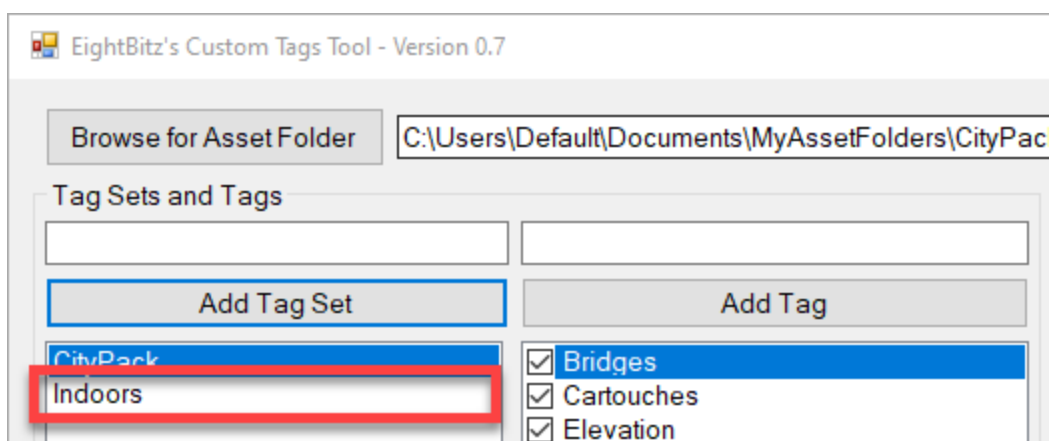 EightBitz's Custom Tags Tool - Version 0.7
Browse for Asset Folder C:\Users\Default\Documents\MyAssetFolders\CityPac
Tag Sets and Tags
Add Tag Set Add Tag
CityPack Bridges
Indoors Cartouches
Elevation